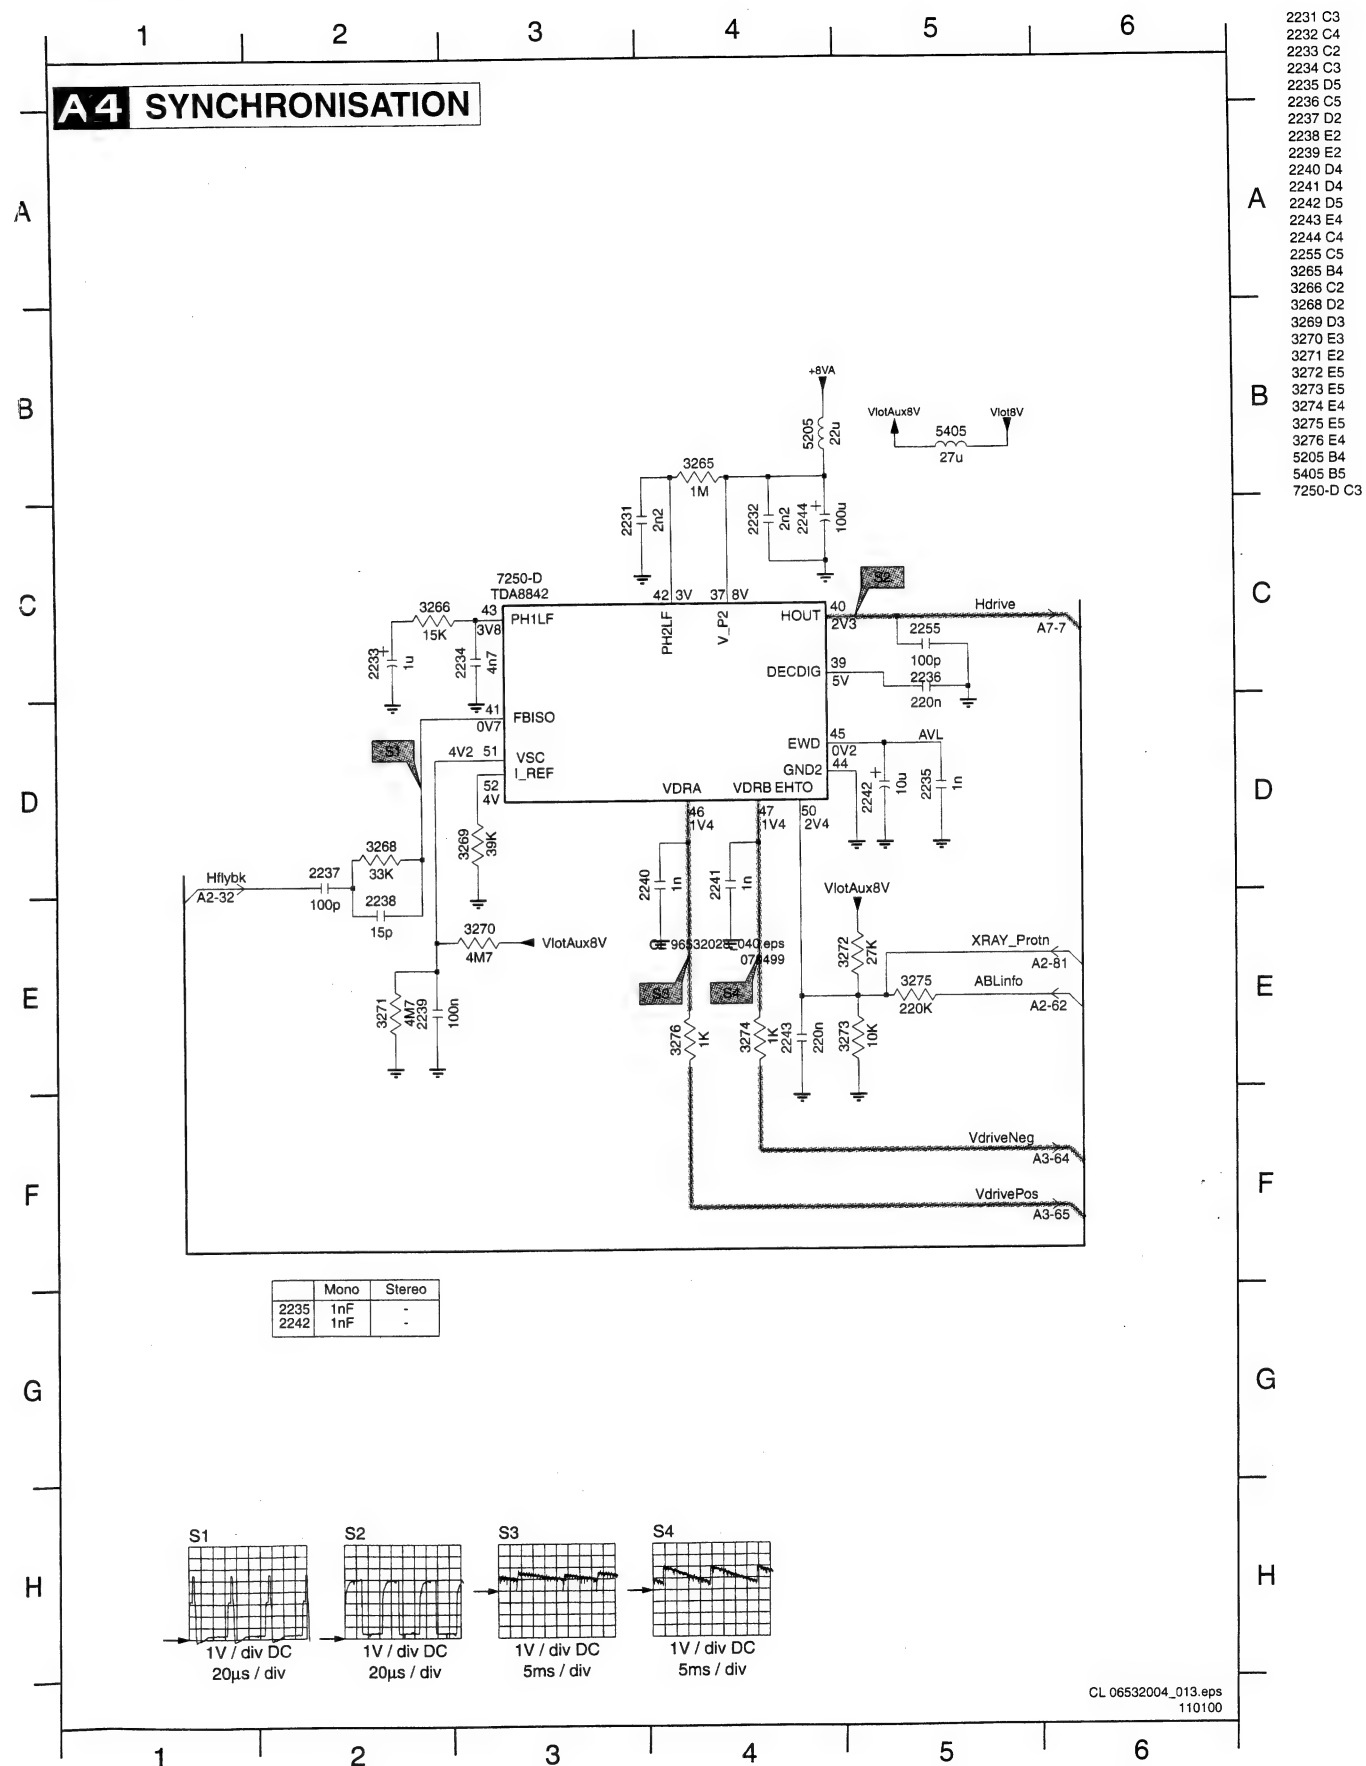 1 2 3 4 5 6
A4 SYNCHRONISATION
2231 C3
2232 C4
2233 C2
2234 C3
2235 D5
2236 C5
2237 D2
2238 E2
2239 E2
2240 D4
2241 D4
2242 D5
2243 E4
2244 C4
2255 C5
3265 B4
3266 C2
3268 D2
3269 D3
3270 E3
3271 E2
3272 E5
3273 E5
3274 E4
3275 E5
3276 E4
5205 B4
5405 B5
7250-D C3
A A
B B
+8VA
5205
22u
VlotAux8V
Vlot8V
5405
27u
3265
1M
2231
2n2
2232
2n2
2244
+
100u
C C
7250-D
TDA8842
42 3V
37 8V
PH2LF
V_P2
3266
15K
43
3V8
PH1LF
2233
+
1u
2234
4n7
HOUT
40
2V3
S2
Hdrive
A7-7
2255
100p
DECDIG
39
5V
2236
220n
41
0V7
FBISO
S1
4V2 51
VSC
I_REF
52
4V
EWD
45
0V2
AVL
GND2
44
2242
+
10u
2235
1n
D D
VDRA
VDRB
EHTO
46
1V4
47
1V4
50
2V4
3269
39K
3268
33K
2237
100p
2238
15p
Hflybk
A2-32
2240
1n
2241
1n
VlotAux8V
3270
4M7
VlotAux8V
CL 96532028_040.eps
3272
27K
XRAY_Protn
A2-81
E E
S3
S4
3275
220K
ABLinfo
A2-62
3271
4M7
2239
100n
3276
1K
3274
1K
2243
220n
3273
10K
VdriveNeg
A3-64
F F
VdrivePos
A3-65
Mono Stereo
2235 1nF -
2242 1nF -
G G
S1 S2 S3 S4
H H
1V / div DC
20µs / div
1V / div DC
20µs / div
1V / div DC
5ms / div
1V / div DC
5ms / div
CL 06532004_013.eps
110100
1 2 3 4 5 6